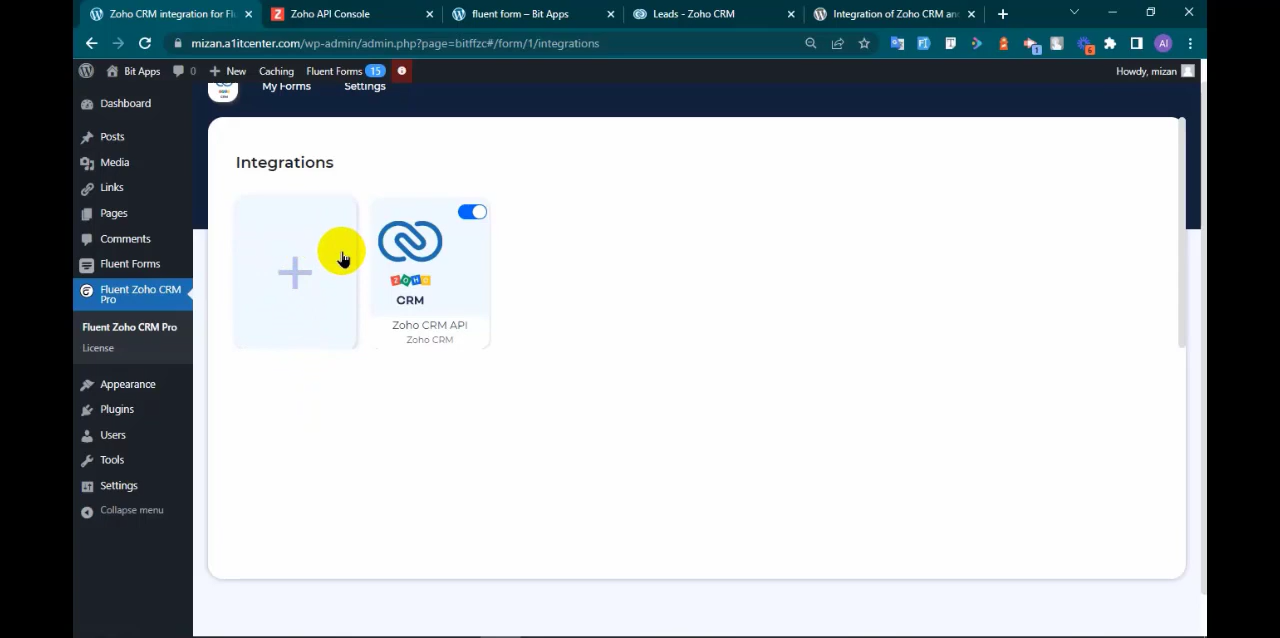 Zoho CRM integration for Fl
Zoho API Console
fluent form – Bit Apps
Leads - Zoho CRM
Integration of Zoho CRM an
mizan.a1itcenter.com/wp-admin/admin.php?page=bitffzc#/form/1/integrations
1
6
AI
Bit Apps
0
New
Caching
Fluent Forms 15
Howdy, mizan
My Forms
Settings
CRM
Dashboard
Posts
Media
Links
Pages
Comments
Fluent Forms
Fluent Zoho CRM
Pro
Fluent Zoho CRM Pro
License
Appearance
Plugins
Users
Tools
Settings
Collapse menu
Integrations
+
ZOHO
CRM
Zoho CRM API
Zoho CRM